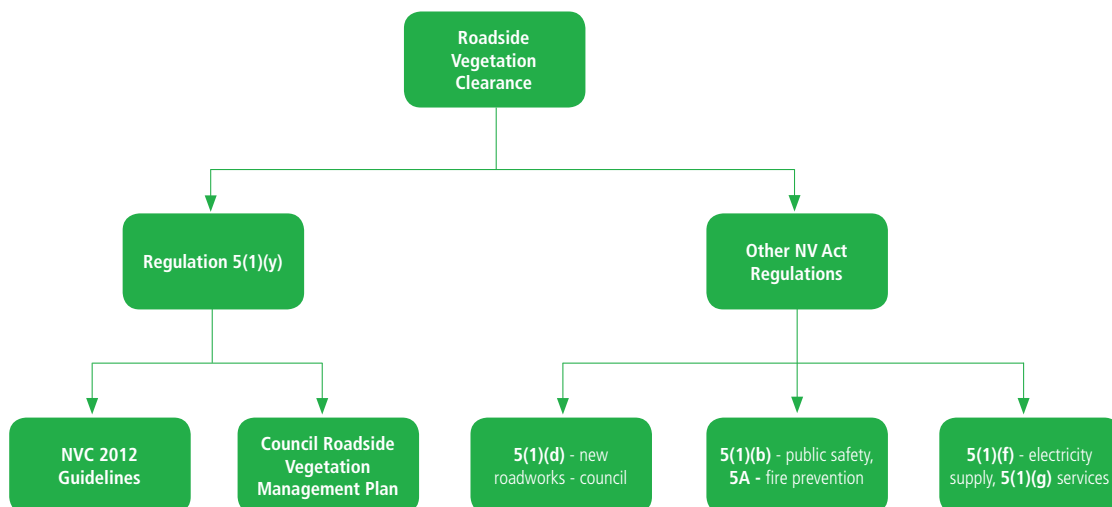 Roadside
Vegetation
Clearance
Regulation 5(1)(y)
Other NV Act
Regulations
NVC 2012
Guidelines
Council Roadside
Vegetation
Management Plan
5(1)(d) - new
roadworks - council
5(1)(b) - public safety,
5A - fire prevention
5(1)(f) - electricity
supply, 5(1)(g) services